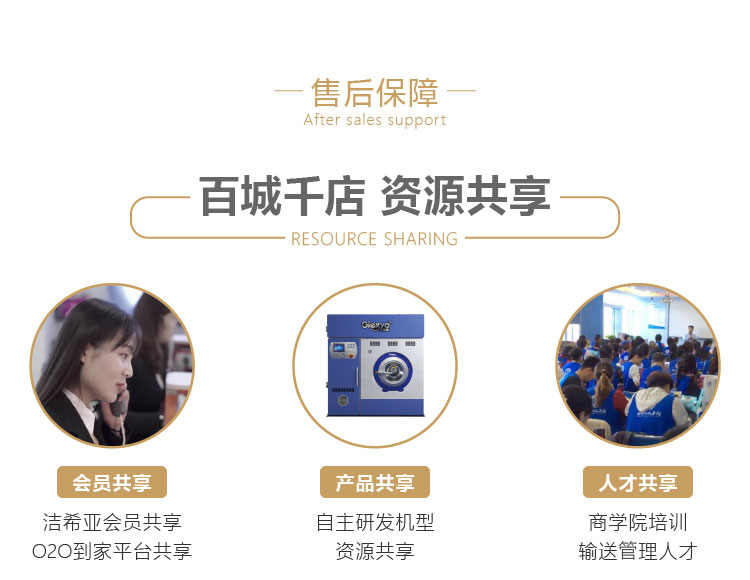 售后保障
After sales support
百城千店 资源共享
RESOURCE SHARING
会员共享
产品共享
人才共享
洁希亚会员共享
O2O到家平台共享
自主研发机型
资源共享
商学院培训
输送管理人才